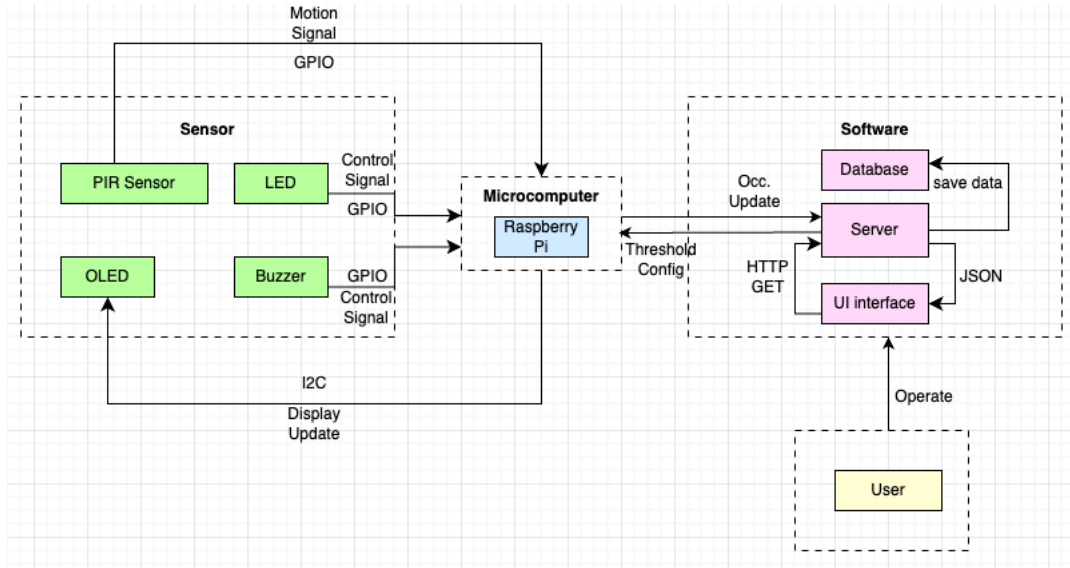 Motion
Signal
GPIO
Sensor
PIR Sensor
LED
Control
Signal
GPIO
OLED
Buzzer
GPIO
Control
Signal
I2C
Display
Update
Microcomputer
Raspberry
Pi
Occ.
Update
Threshold
Config
Software
Database
save data
Server
HTTP
GET
JSON
UI interface
Operate
User